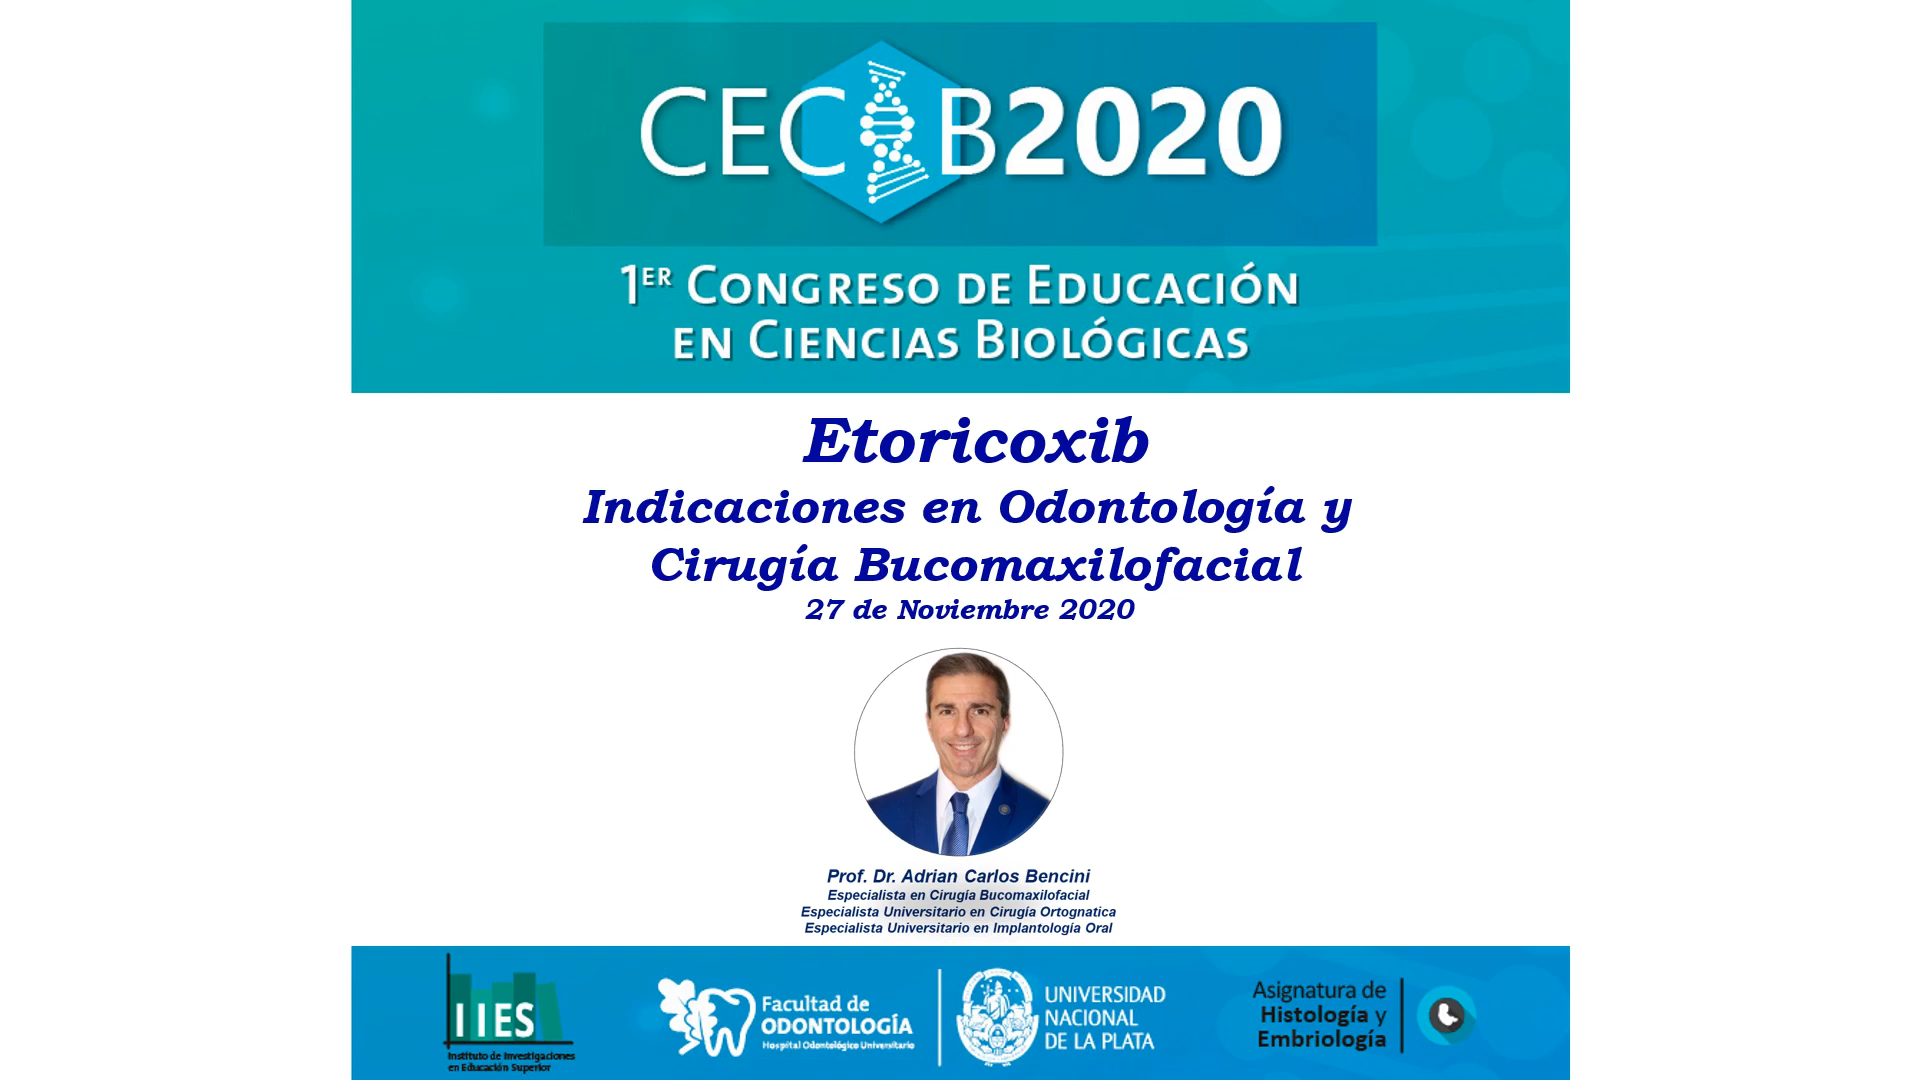 CECIB2020
1ER CONGRESO DE EDUCACIÓN
EN CIENCIAS BIOLÓGICAS
Etoricoxib
Indicaciones en Odontología y
Cirugía Bucomaxilofacial
27 de Noviembre 2020
Prof. Dr. Adrian Carlos Bencini
Especialista en Cirugía Bucomaxilofacial
Especialista Universitario en Cirugía Ortognatica
Especialista Universitario en Implantología Oral
IIES
Instituto de Investigaciones
en Educación Superior
Facultad de
ODONTOLOGÍA
Hospital Odontológico Universitario
UNIVERSIDAD
NACIONAL
DE LA PLATA
Asignatura de
Histología y
Embriología